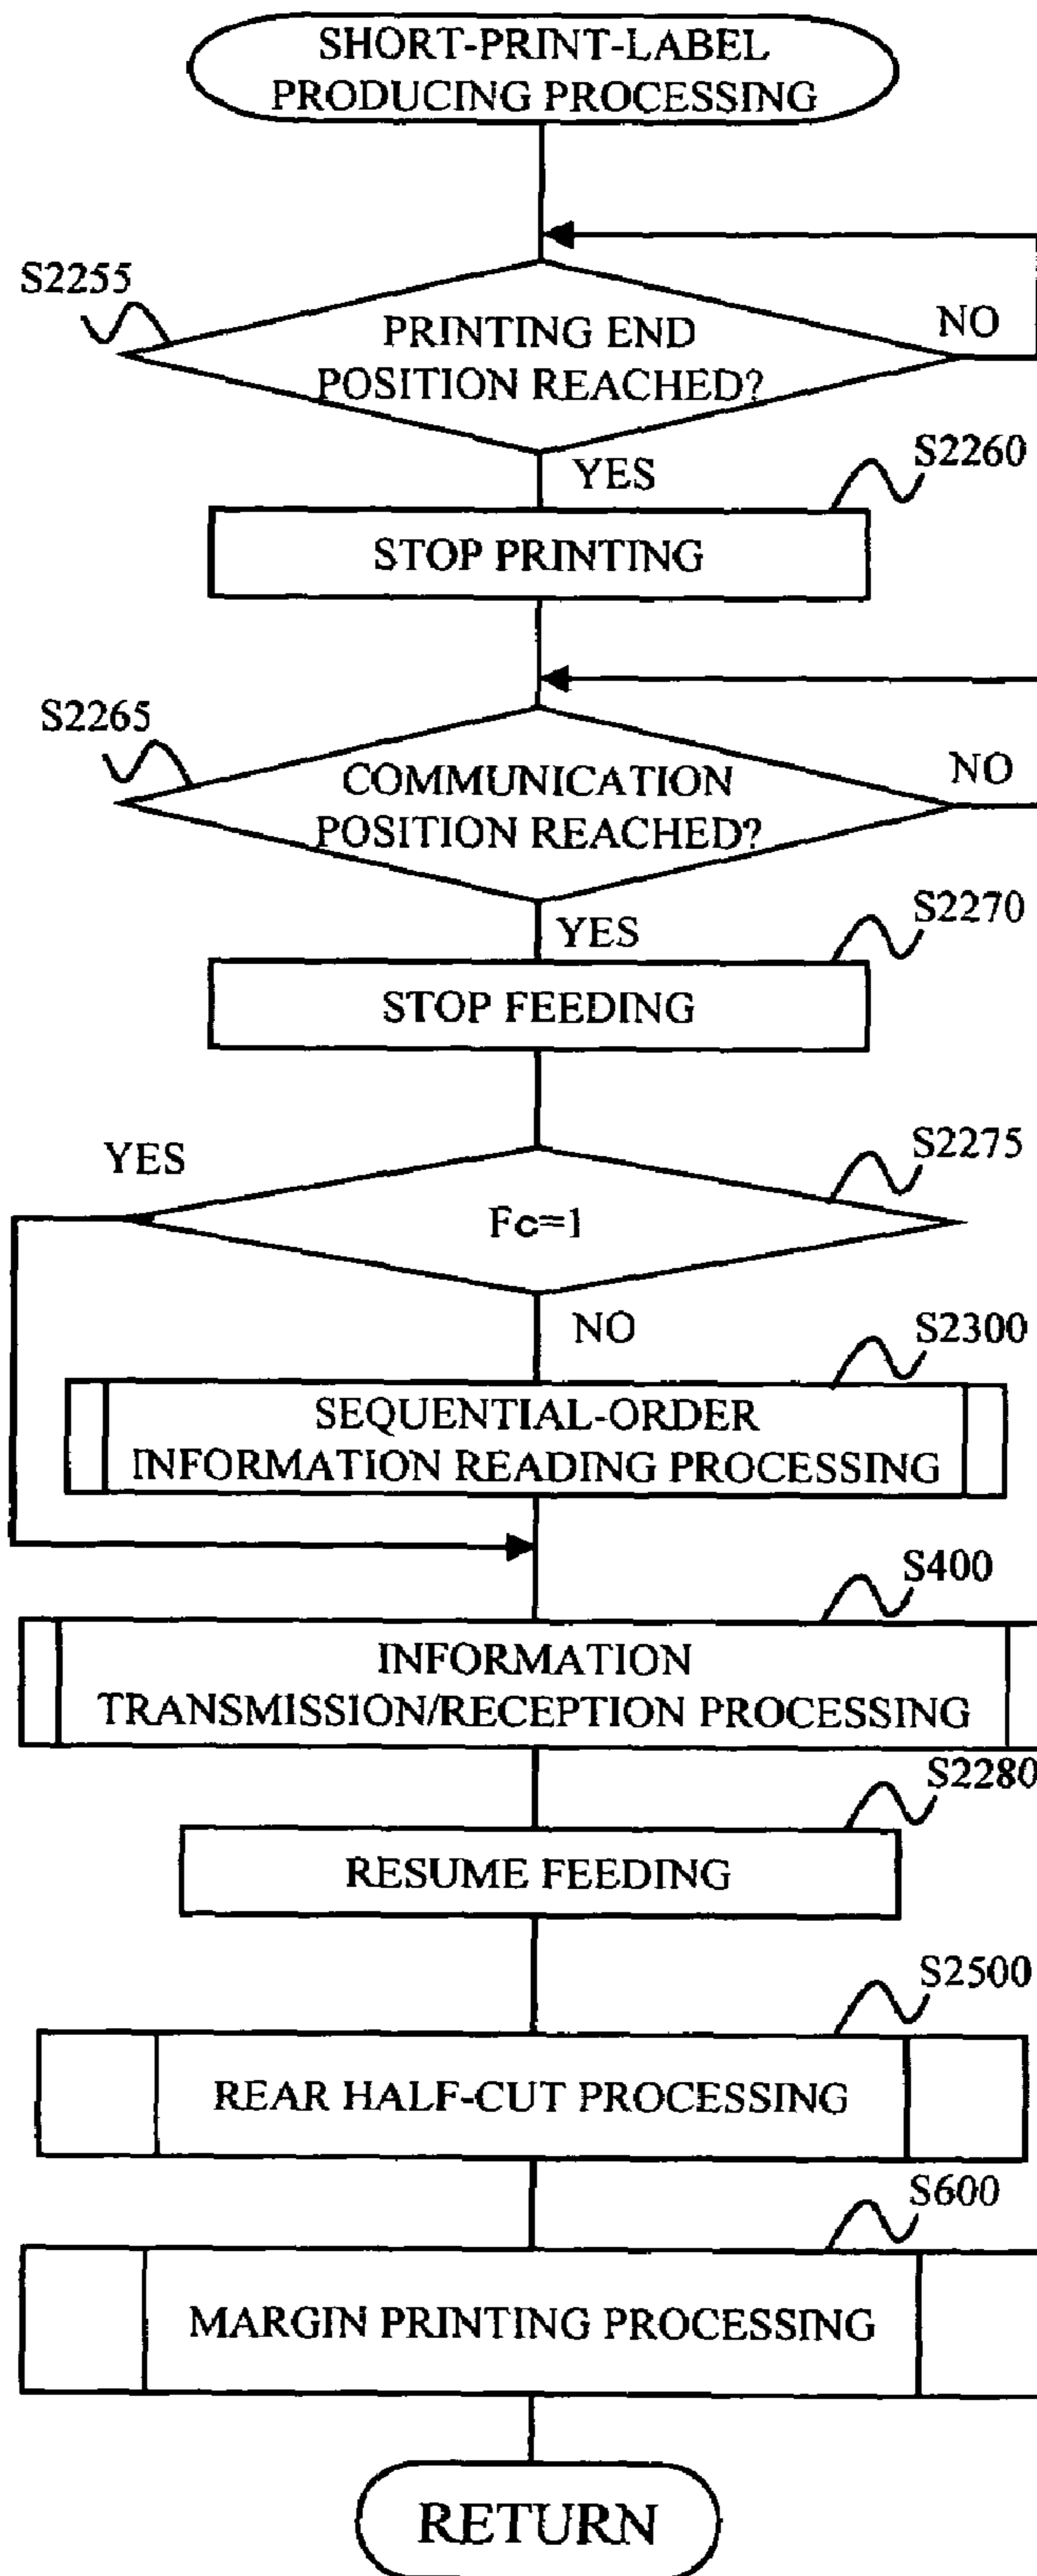 SHORT-PRINT-LABEL
PRODUCING PROCESSING
S2255
PRINTING END
POSITION REACHED?
NO
YES
S2260
STOP PRINTING
S2265
COMMUNICATION
POSITION REACHED?
NO
YES
S2270
STOP FEEDING
YES
S2275
Fc=1
NO
S2300
SEQUENTIAL-ORDER
INFORMATION READING PROCESSING
S400
INFORMATION
TRANSMISSION/RECEPTION PROCESSING
S2280
RESUME FEEDING
S2500
REAR HALF-CUT PROCESSING
S600
MARGIN PRINTING PROCESSING
RETURN